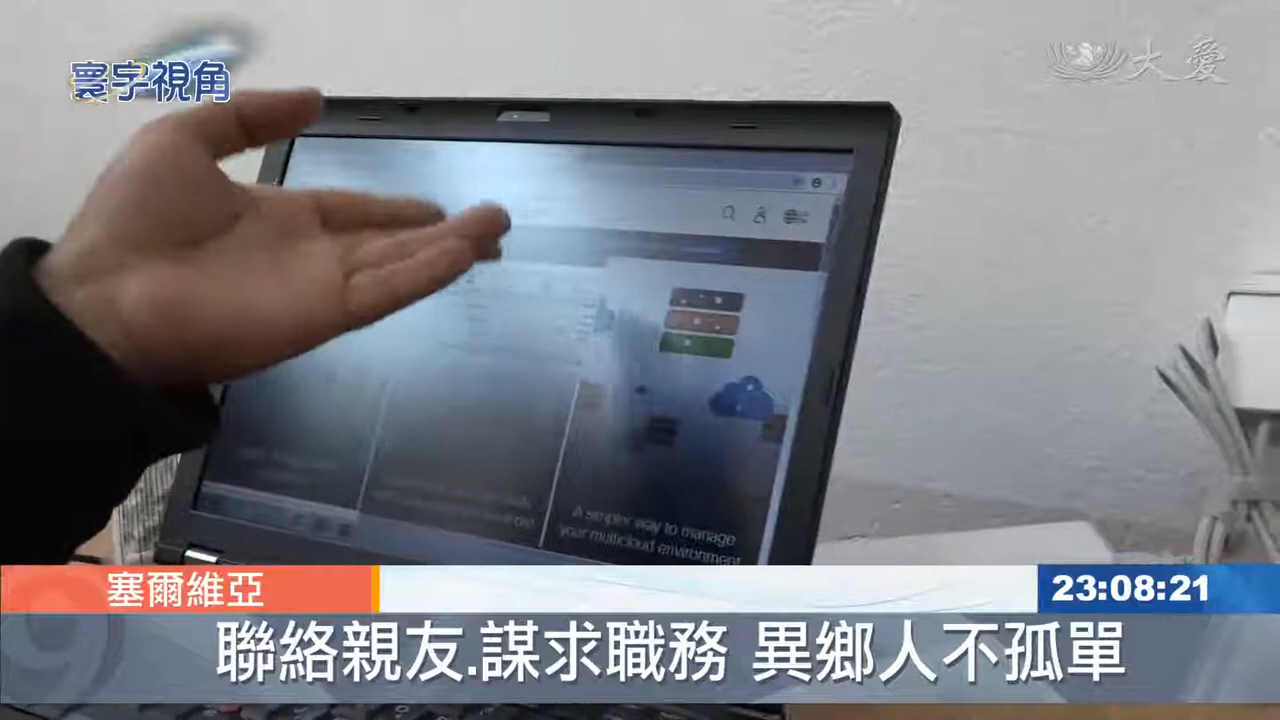 寰宇視角
大愛
A simpler way to manage
your multicloud environment
塞爾維亞
23:08:21
聯絡親友.謀求職務 異鄉人不孤單